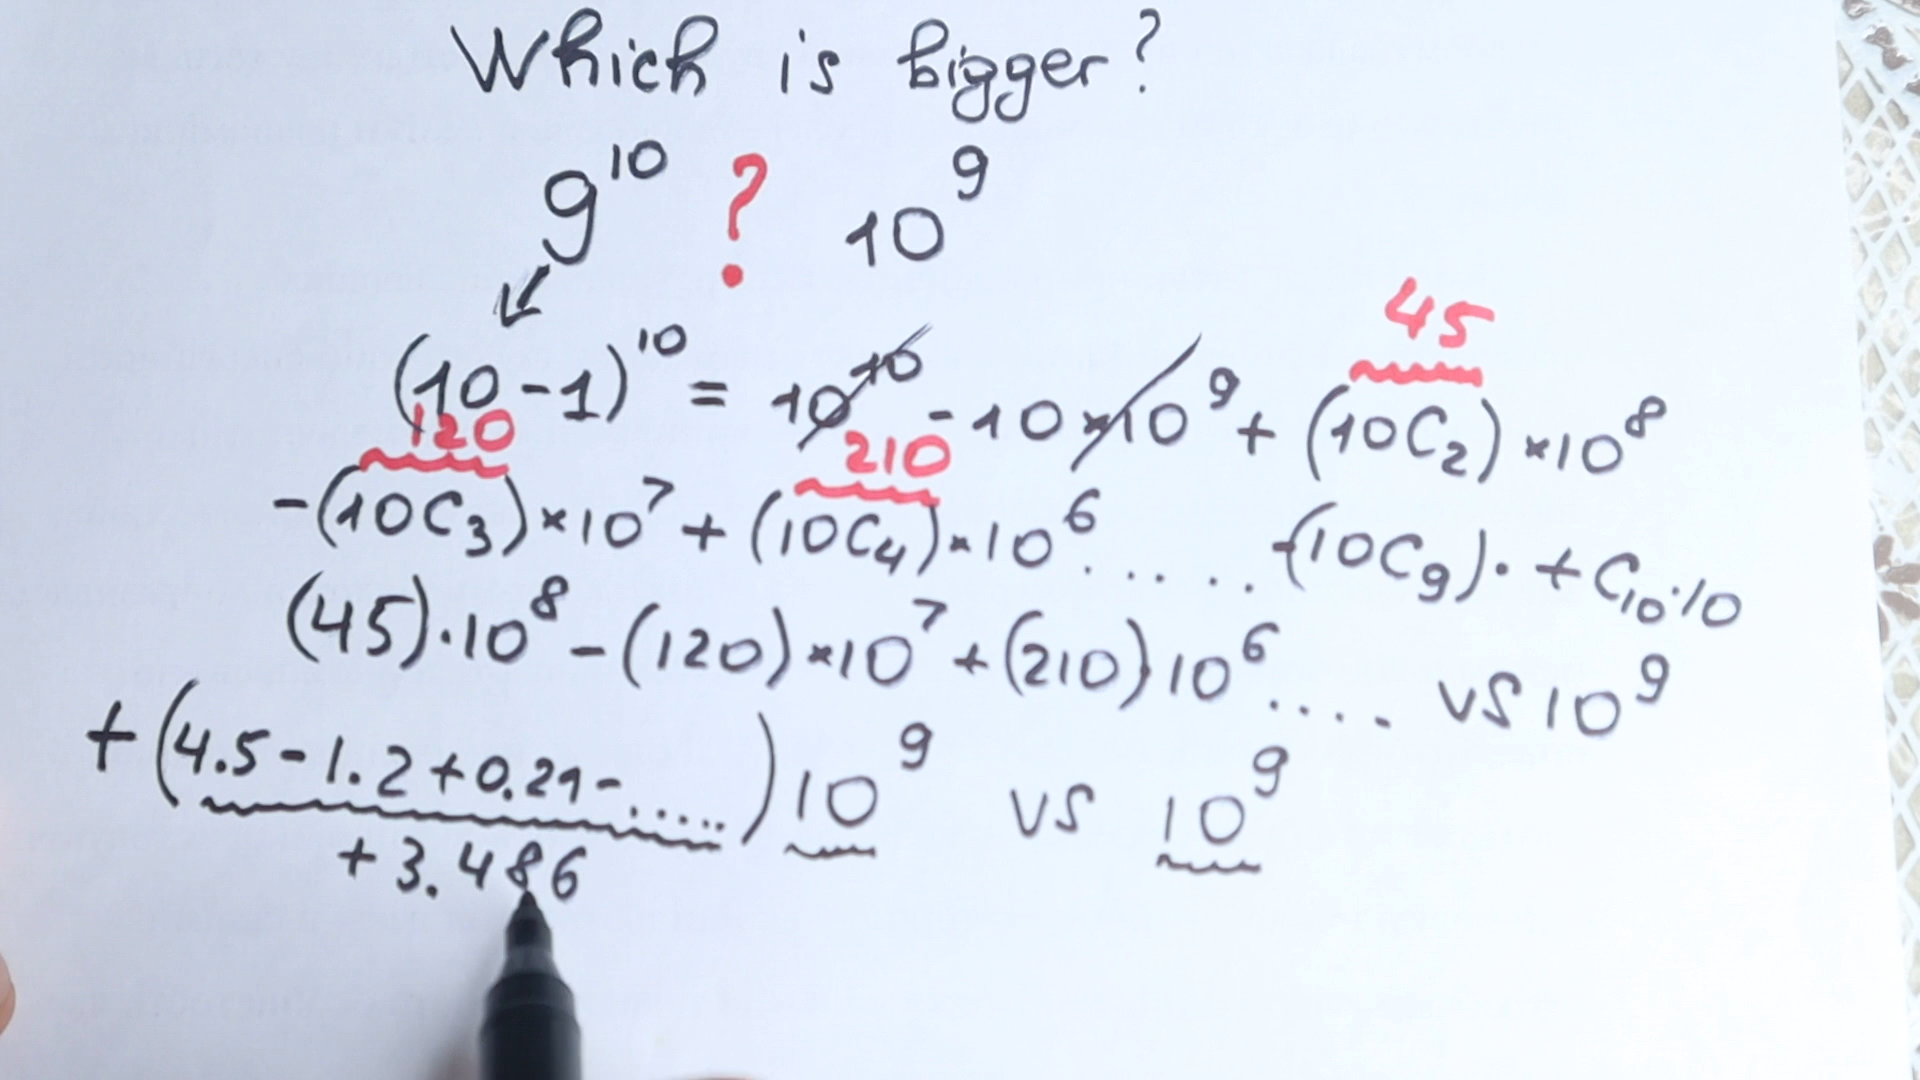 Which is bigger?
9^10 ? 10^9
45
(10-1)^10 = 10^10 - 10×10^9 + (10C₂)×10^8
120 210
-(10C₃)×10^7 + (10C₄)×10^6 ..... -(10C₉)· + C₁₀·10
(45)·10^8 - (120)×10^7 + (210)·10^6 .... vs 10^9
+(4.5-1.2+0.21-.....)10^9 vs 10^9
+3.486